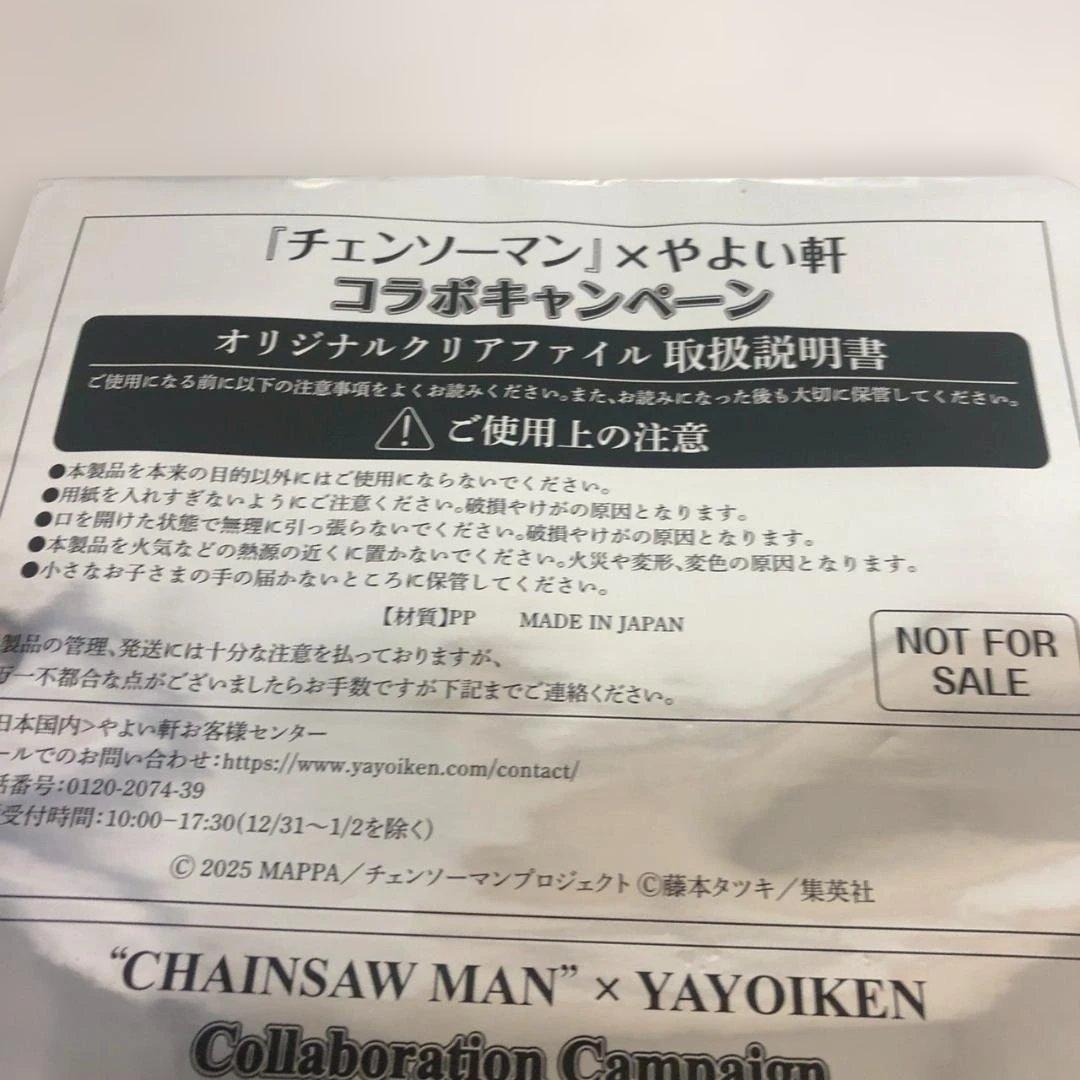 『チェンソーマン』×やよい軒
コラボキャンペーン
オリジナルクリアファイル 取扱説明書
ご使用になる前に以下の注意事項をよくお読みください。また、お読みになった後も大切に保管してください。
ご使用上の注意
●本製品を本来の目的以外にはご使用にならないでください。
●用紙を入れすぎないようにご注意ください。破損やけがの原因となります。
●口を開けた状態で無理に引っ張らないでください。破損やけがの原因となります。
●本製品を火気などの熱源の近くに置かないでください。火災や変形、変色の原因となります。
●小さなお子さまの手の届かないところに保管してください。
【材質】PP MADE IN JAPAN
NOT FOR
SALE
製品の管理、発送には十分な注意を払っておりますが、
万一不都合な点がございましたらお手数ですが下記までご連絡ください。
日本国内>やよい軒お客様センター
ールでのお問い合わせ:https://www.yayoiken.com/contact/
話番号:0120-2074-39
受付時間:10:00−17:30(12/31〜1/2を除く)
© 2025 MAPPA/チェンソーマンプロジェクト ©藤本タツキ/集英社
“CHAINSAW MAN” × YAYOIKEN
Collaboration Campaign